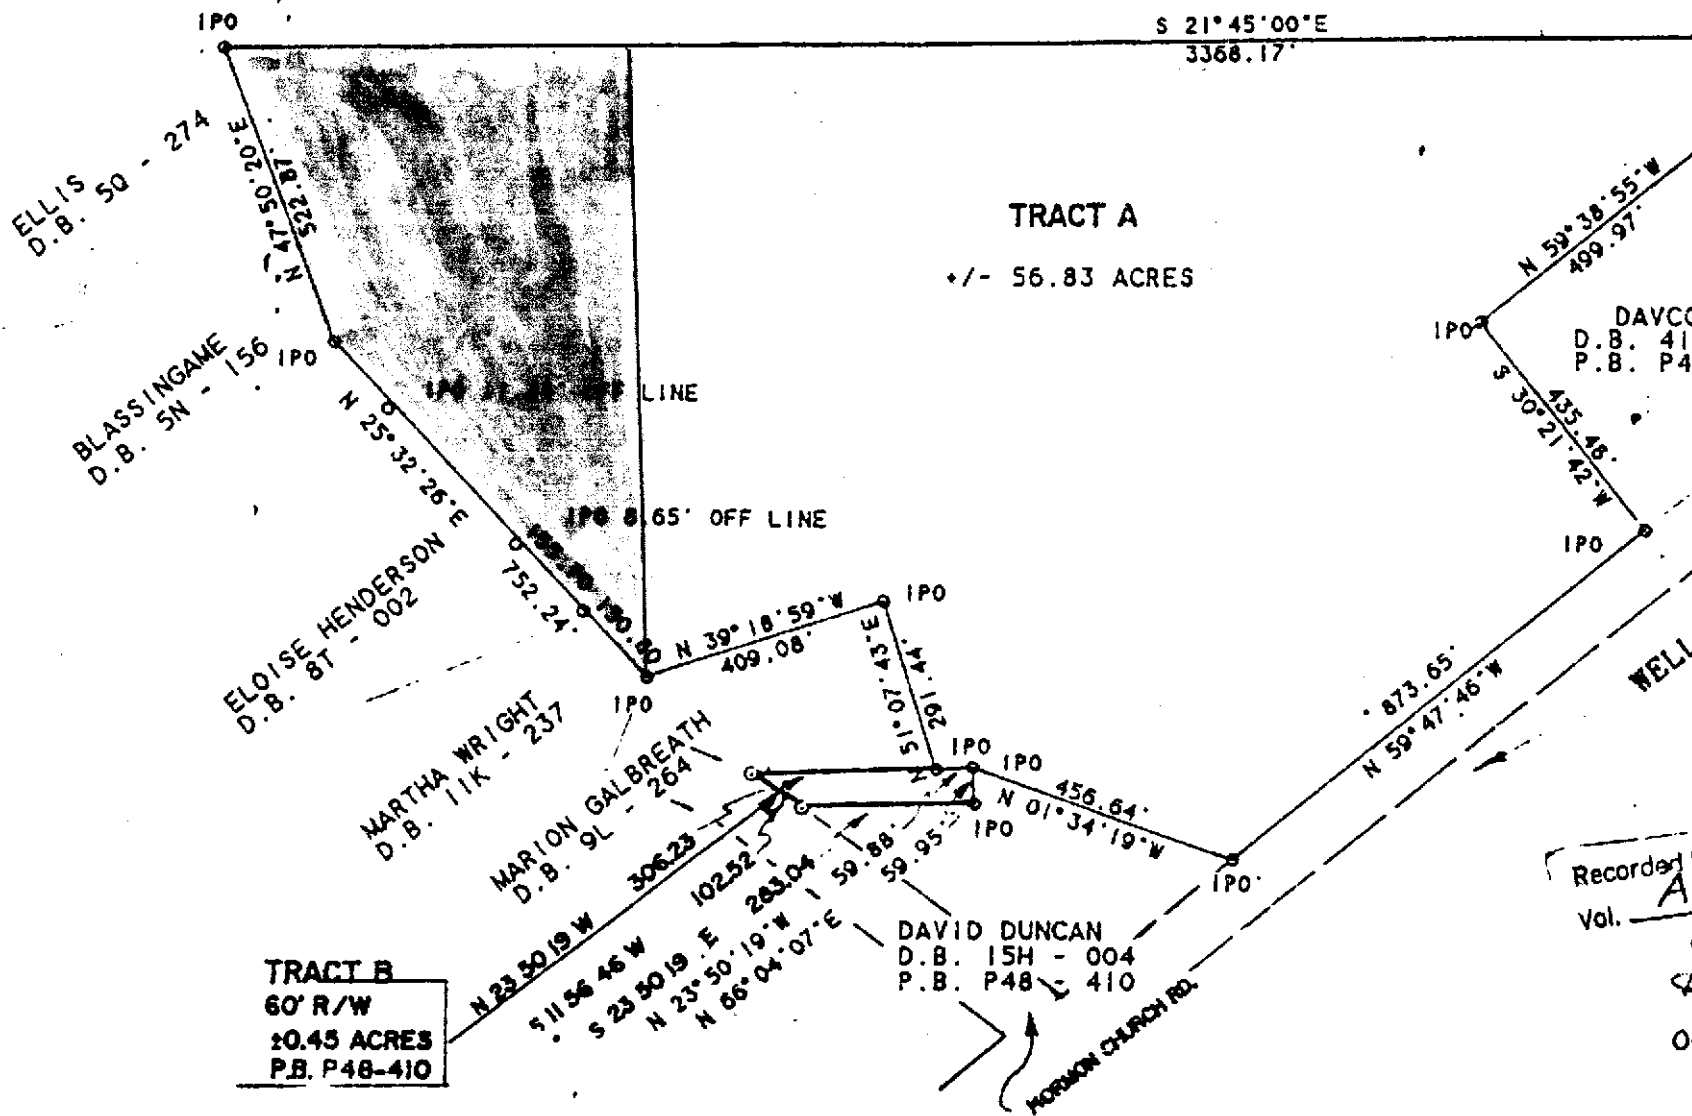 IPO
S 21°45'00"E
3368.17'
ELLIS
D.B. 5Q - 274
N 47°50'20"E
522.87'
TRACT A
+/- 56.83 ACRES
N 59°38'55"W
499.97'
IPO
DAVCO
D.B. 41
P.B. P4
S 30°21'42"W
435.48'
IPO
BLASSINGAME
D.B. 5N - 156
IPO
OFF LINE
N 25°32'26"E
752.24'
IPO 8.65' OFF LINE
ELOISE HENDERSON
D.B. 8T - 002
IPO
N 39°18'59"W
409.08'
IPO
N 51°07'43"E
291.44'
873.65'
N 59°47'46"W
WELL
MARTHA WRIGHT
D.B. 11K - 237
MARION GALBREATH
D.B. 9L - 264
IPO
IPO
IPO
456.64'
N 01°34'19"W
IPO
Recorded
Vol. A
306.23
N 23 50 19 W
102.52
S 11 56 46 W
283.04
S 23 50 19 E
59.88'
N 23°50'19"W
59.95'
N 66°04'07"E
DAVID DUNCAN
D.B. 15H - 004
P.B. P48 - 410
TRACT B
60' R/W
±0.45 ACRES
P.B. P48-410
MORMON CHURCH RD.